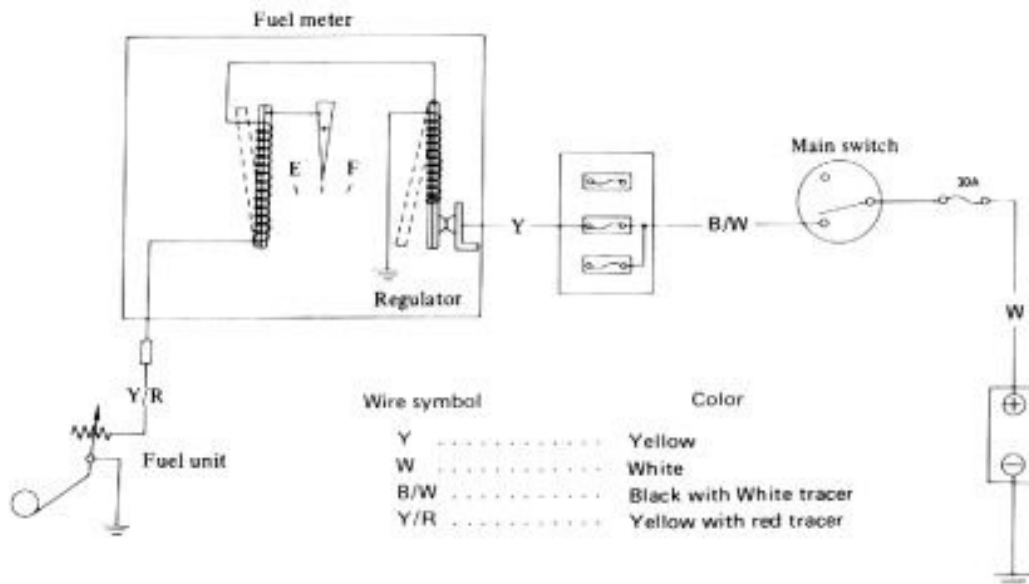 Fuel meter
E F
Regulator
Y
B/W
Main switch
30A
W
Y/R
Fuel unit
Wire symbol Color
Y .................... Yellow
W .................... White
B/W .................... Black with White tracer
Y/R .................... Yellow with red tracer
+
−